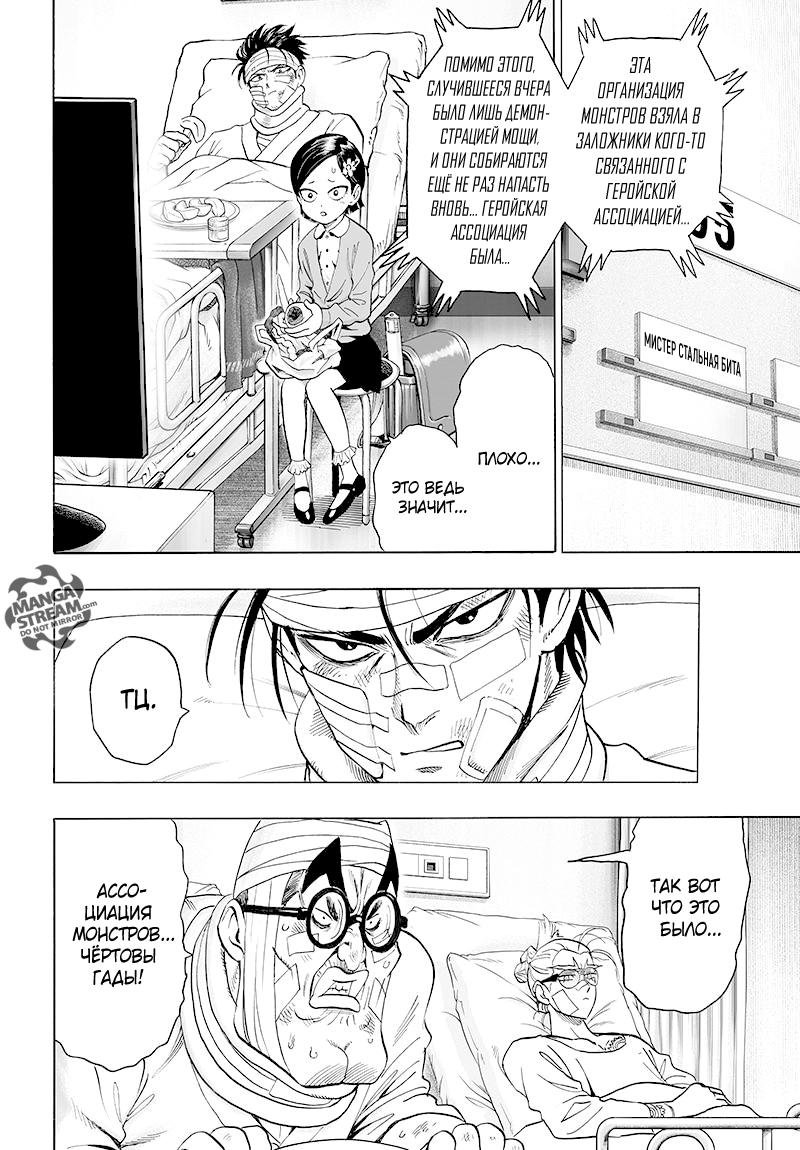 ЭТА
ОРГАНИЗАЦИЯ
МОНСТРОВ ВЗЯЛА В
ЗАЛОЖНИКИ КОГО-ТО
СВЯЗАННОГО С
ГЕРОЙСКОЙ
АССОЦИАЦИЕЙ...
ПОМИМО ЭТОГО,
СЛУЧИВШЕЕСЯ ВЧЕРА
БЫЛО ЛИШЬ ДЕМОН-
СТРАЦИЕЙ МОЩИ,
И ОНИ СОБИРАЮТСЯ
ЕЩЁ НЕ РАЗ НАПАСТЬ
ВНОВЬ... ГЕРОЙСКАЯ
АССОЦИАЦИЯ
БЫЛА...
МИСТЕР СТАЛЬНАЯ БИТА
ПЛОХО...
ЭТО ВЕДЬ
ЗНАЧИТ...
MANGA
STREAM.com
DO NOT MIRROR!
ТЦ.
ТАК ВОТ
ЧТО ЭТО
БЫЛО...
АССО-
ЦИАЦИЯ
МОНСТРОВ...
ЧЁРТОВЫ
ГАДЫ!